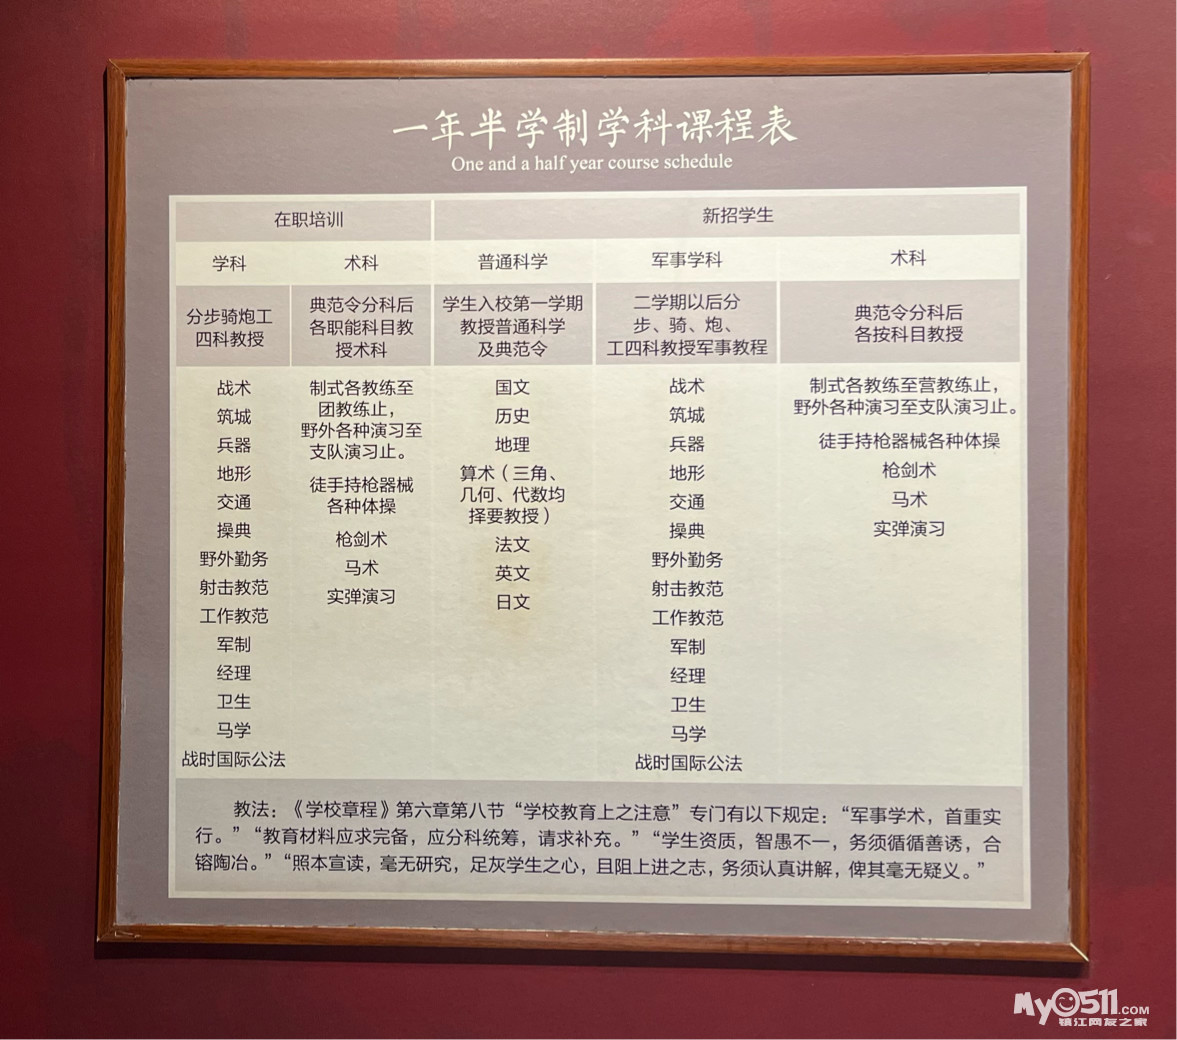 一年半学制学科课程表
One and a half year course schedule
在职培训
新招学生
学科
术科
普通科学
军事学科
术科
分步骑炮工
四科教授
典范令分科后
各职能科目教
授术科
学生入校第一学期
教授普通科学
及典范令
二学期以后分
步、骑、炮、
工四科教授军事教程
典范令分科后
各按科目教授
战术
筑城
兵器
地形
交通
操典
野外勤务
射击教范
工作教范
军制
经理
卫生
马学
战时国际公法
制式各教练至
团教练止，
野外各种演习至
支队演习止。
徒手持枪器械
各种体操
枪剑术
马术
实弹演习
国文
历史
地理
算术（三角、
几何、代数均
择要教授）
法文
英文
日文
战术
筑城
兵器
地形
交通
操典
野外勤务
射击教范
工作教范
军制
经理
卫生
马学
战时国际公法
制式各教练至营教练止，
野外各种演习至支队演习止。
徒手持枪器械各种体操
枪剑术
马术
实弹演习
教法：《学校章程》第六章第八节“学校教育上之注意”专门有以下规定：“军事学术，首重实
行。”“教育材料应求完备，应分科统筹，请求补充。”“学生资质，智愚不一，务须循循善诱，合
镕陶冶。”“照本宣读，毫无研究，足灰学生之心，且阻上进之志，务须认真讲解，俾其毫无疑义。”
My0511.COM
镇江网友之家